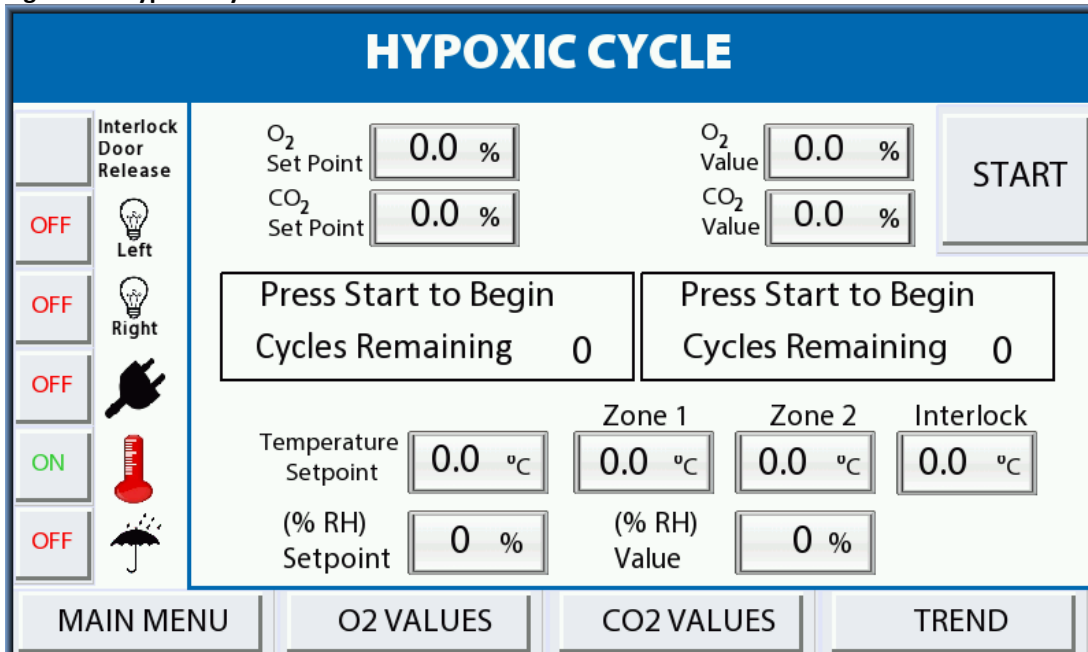 HYPOXIC CYCLE
Interlock
Door
Release
OFF
Left
OFF
Right
OFF
ON
OFF
O2
Set Point
0.0 %
CO2
Set Point
0.0 %
O2
Value
0.0 %
CO2
Value
0.0 %
START
Press Start to Begin
Cycles Remaining 0
Press Start to Begin
Cycles Remaining 0
Temperature
Setpoint
0.0 ºC
Zone 1
0.0 ºC
Zone 2
0.0 ºC
Interlock
0.0 ºC
(% RH)
Setpoint
0 %
(% RH)
Value
0 %
MAIN MENU
O2 VALUES
CO2 VALUES
TREND